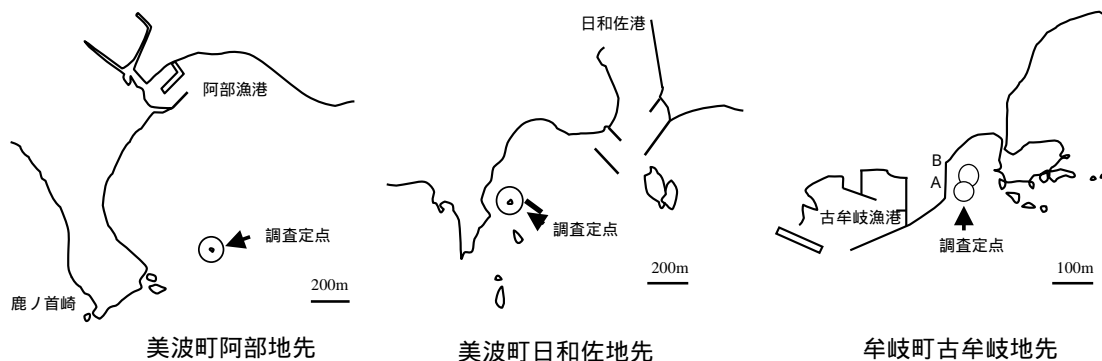 阿部漁港
調査定点
200m
鹿ノ首崎
美波町阿部地先
日和佐港
調査定点
200m
美波町日和佐地先
B
A
古牟岐漁港
調査定点
100m
牟岐町古牟岐地先